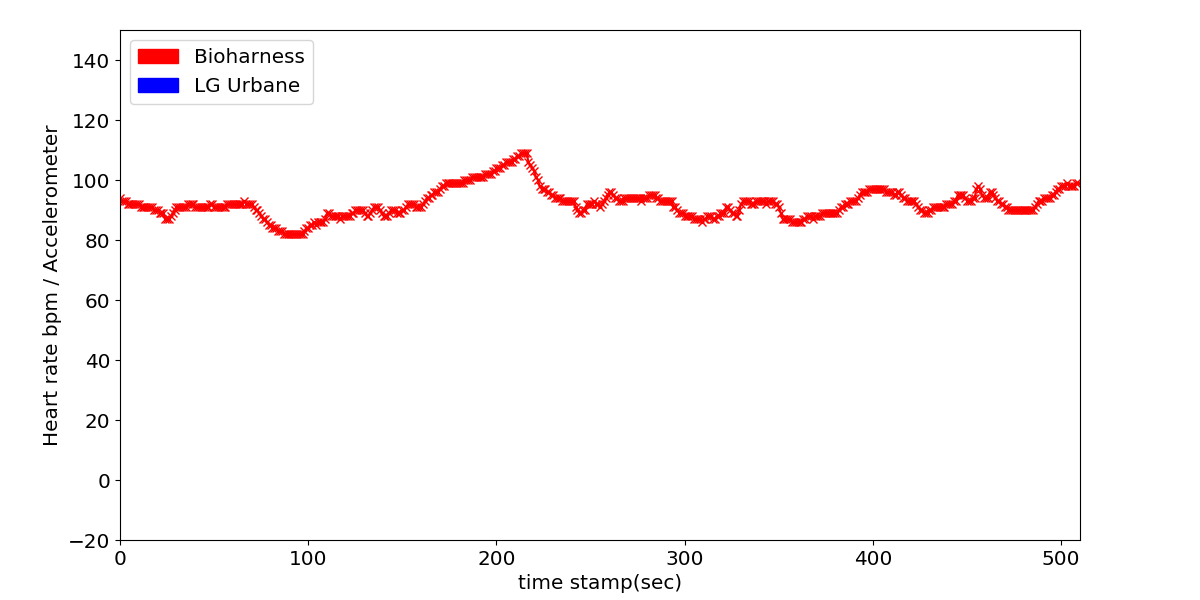 Bioharness
LG Urbane
140
120
100
80
60
40
20
0
−20
Heart rate bpm / Accelerometer
0 100 200 300 400 500
time stamp(sec)